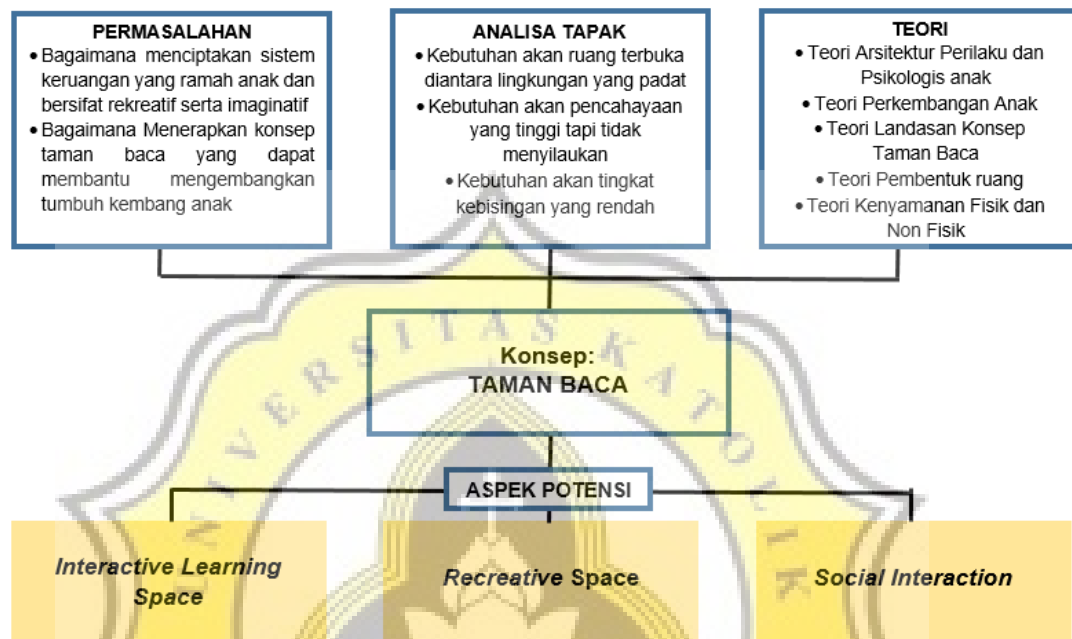 PERMASALAHAN
• Bagaimana menciptakan sistem
keruangan yang ramah anak dan
bersifat rekreatif serta imaginatif
• Bagaimana Menerapkan konsep
taman baca yang dapat
membantu mengembangkan
tumbuh kembang anak
ANALISA TAPAK
• Kebutuhan akan ruang terbuka
diantara lingkungan yang padat
• Kebutuhan akan pencahayaan
yang tinggi tapi tidak
menyilaukan
• Kebutuhan akan tingkat
kebisingan yang rendah
TEORI
• Teori Arsitektur Perilaku dan
Psikologis anak
• Teori Perkembangan Anak
• Teori Landasan Konsep
Taman Baca
• Teori Pembentuk ruang
• Teori Kenyamanan Fisik dan
Non Fisik
Konsep:
TAMAN BACA
ASPEK POTENSI
Interactive Learning
Space
Recreative Space
Social Interaction
UNIVERSITAS KATOLIK